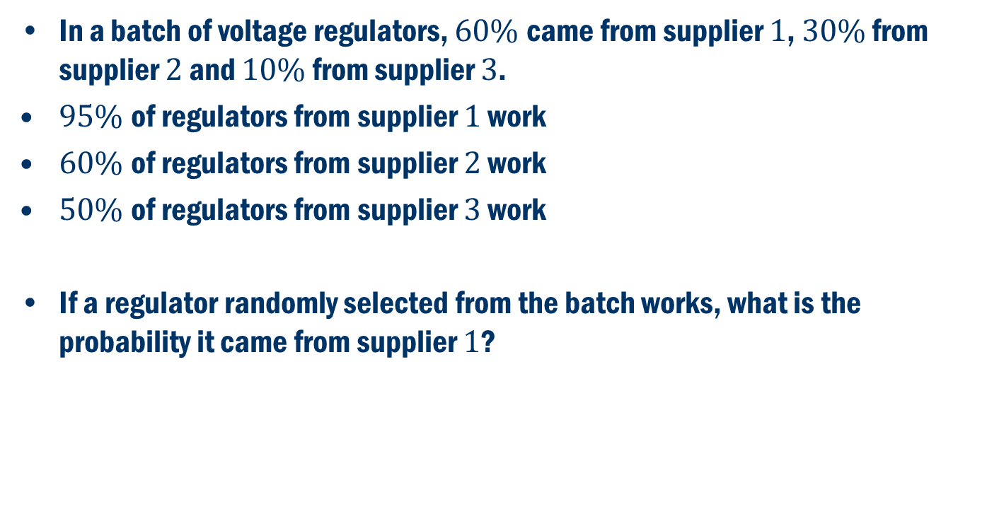 • In a batch of voltage regulators, 60% came from supplier 1, 30% from
supplier 2 and 10% from supplier 3.
• 95% of regulators from supplier 1 work
• 60% of regulators from supplier 2 work
• 50% of regulators from supplier 3 work
• If a regulator randomly selected from the batch works, what is the
probability it came from supplier 1?